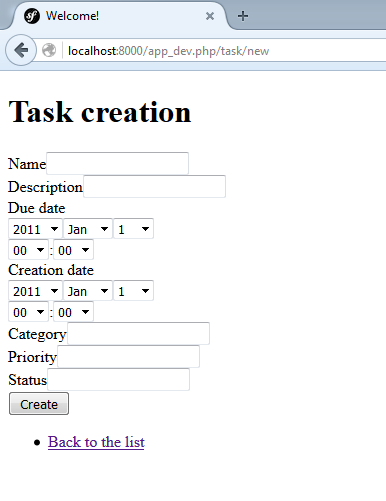 Welcome!
localhost:8000/app_dev.php/task/new
Task creation
Name
Description
Due date
2011 Jan 1
00 : 00
Creation date
2011 Jan 1
00 : 00
Category
Priority
Status
Create
Back to the list